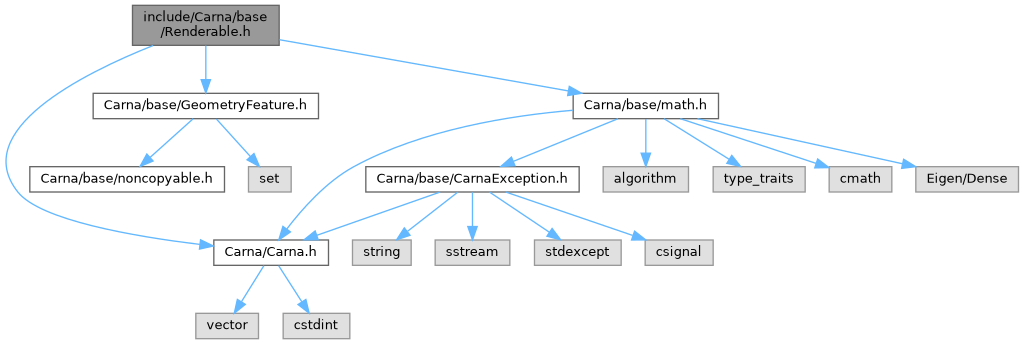 include/Carna/base
/Renderable.h
Carna/base/GeometryFeature.h
Carna/base/math.h
Carna/base/noncopyable.h
set
Carna/base/CarnaException.h
algorithm
type_traits
cmath
Eigen/Dense
Carna/Carna.h
string
sstream
stdexcept
csignal
vector
cstdint